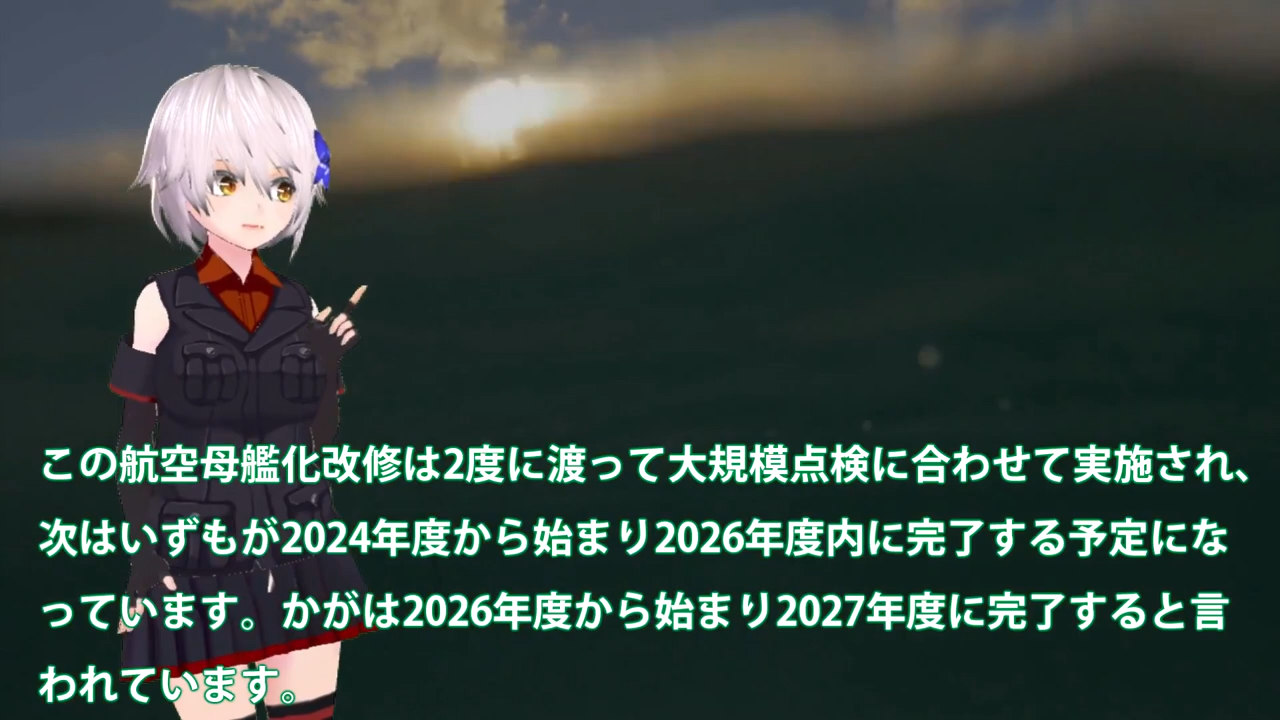 この航空母艦化改修は2度に渡って大規模点検に合わせて実施され、
次はいずもが2024年度から始まり2026年度内に完了する予定にな
っています。かがは2026年度から始まり2027年度に完了すると言
われています。